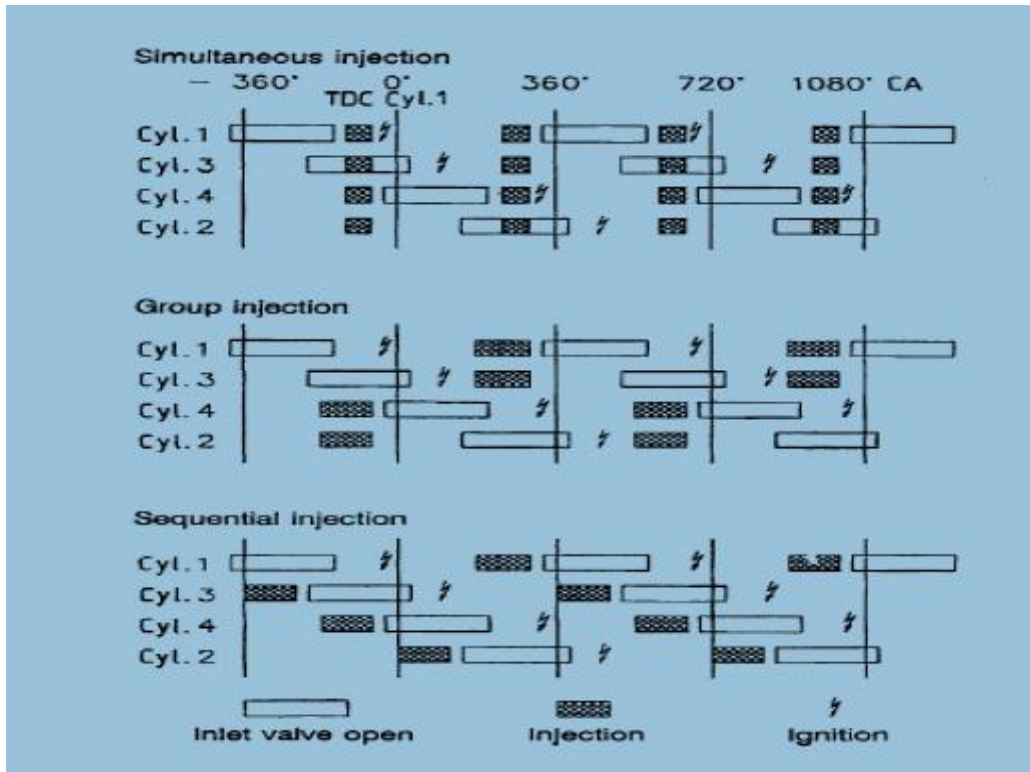 Simultaneous injection
- 360° 0° 360° 720° 1080° CA
TDC Cyl.1
Cyl.1
Cyl.3
Cyl.4
Cyl.2
Group injection
Cyl.1
Cyl.3
Cyl.4
Cyl.2
Sequential injection
Cyl.1
Cyl.3
Cyl.4
Cyl.2
Inlet valve open Injection Ignition